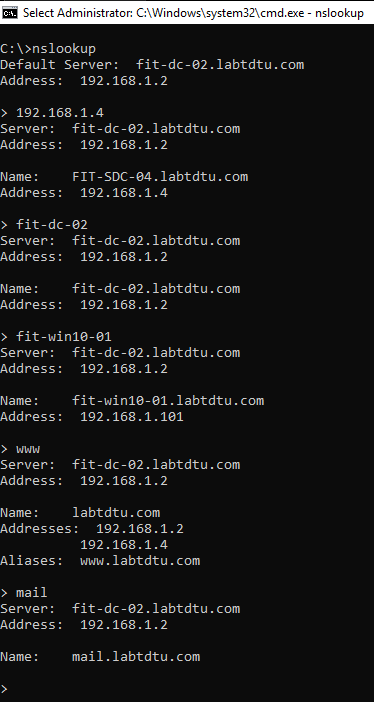 Select Administrator: C:\Windows\system32\cmd.exe - nslookup
C:\>nslookup
Default Server:  fit-dc-02.labtdtu.com
Address:  192.168.1.2
> 192.168.1.4
Server:  fit-dc-02.labtdtu.com
Address:  192.168.1.2
Name:    FIT-SDC-04.labtdtu.com
Address:  192.168.1.4
> fit-dc-02
Server:  fit-dc-02.labtdtu.com
Address:  192.168.1.2
Name:    fit-dc-02.labtdtu.com
Address:  192.168.1.2
> fit-win10-01
Server:  fit-dc-02.labtdtu.com
Address:  192.168.1.2
Name:    fit-win10-01.labtdtu.com
Address:  192.168.1.101
> www
Server:  fit-dc-02.labtdtu.com
Address:  192.168.1.2
Name:    labtdtu.com
Addresses:  192.168.1.2
192.168.1.4
Aliases:  www.labtdtu.com
> mail
Server:  fit-dc-02.labtdtu.com
Address:  192.168.1.2
Name:    mail.labtdtu.com
>